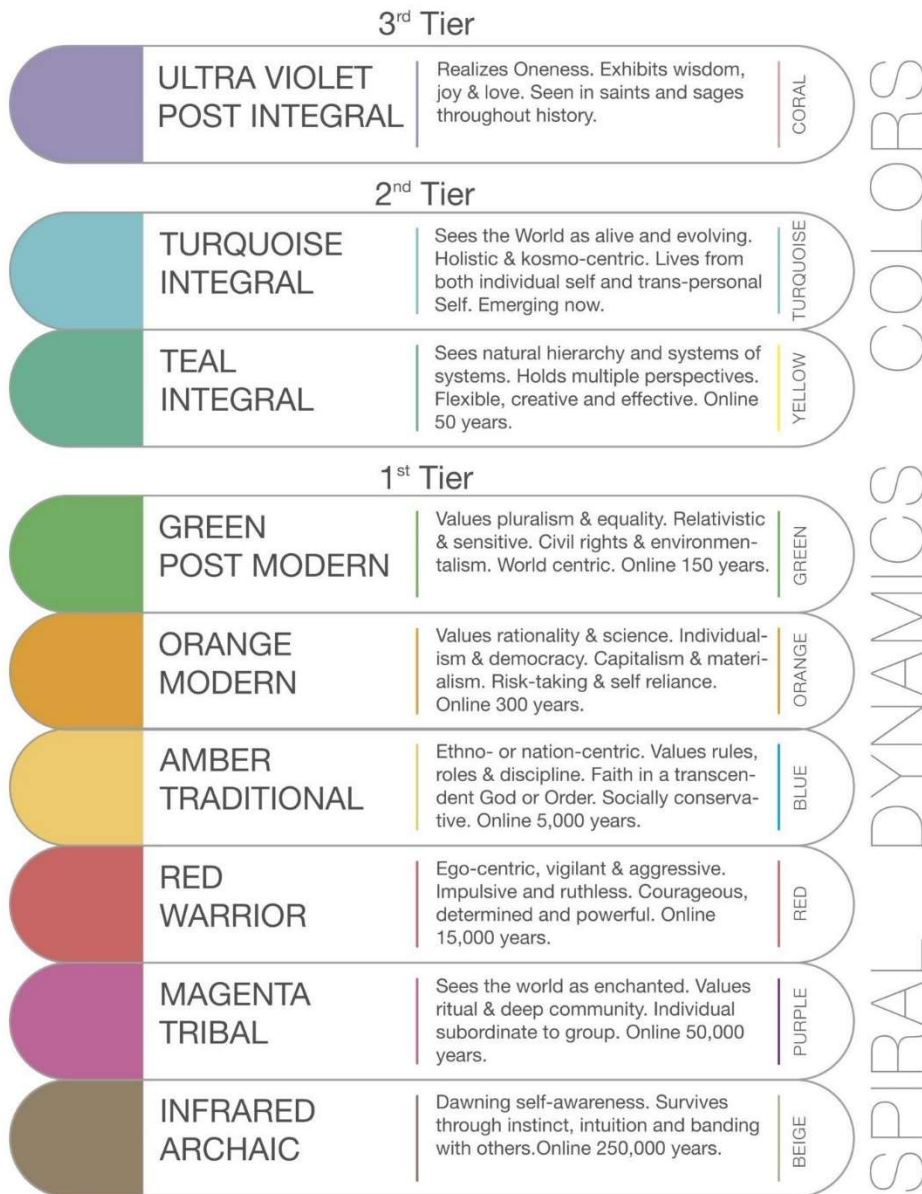 3rd Tier
ULTRA VIOLET
POST INTEGRAL
Realizes Oneness. Exhibits wisdom,
joy & love. Seen in saints and sages
throughout history.
CORAL
2nd Tier
TURQUOISE
INTEGRAL
Sees the World as alive and evolving.
Holistic & kosmo-centric. Lives from
both individual self and trans-personal
Self. Emerging now.
TURQUOISE
TEAL
INTEGRAL
Sees natural hierarchy and systems of
systems. Holds multiple perspectives.
Flexible, creative and effective. Online
50 years.
YELLOW
1st Tier
GREEN
POST MODERN
Values pluralism & equality. Relativistic
& sensitive. Civil rights & environmen-
talism. World centric. Online 150 years.
GREEN
ORANGE
MODERN
Values rationality & science. Individual-
ism & democracy. Capitalism & materi-
alism. Risk-taking & self reliance.
Online 300 years.
ORANGE
AMBER
TRADITIONAL
Ethno- or nation-centric. Values rules,
roles & discipline. Faith in a transcen-
dent God or Order. Socially conserva-
tive. Online 5,000 years.
BLUE
RED
WARRIOR
Ego-centric, vigilant & aggressive.
Impulsive and ruthless. Courageous,
determined and powerful. Online
15,000 years.
RED
MAGENTA
TRIBAL
Sees the world as enchanted. Values
ritual & deep community. Individual
subordinate to group. Online 50,000
years.
PURPLE
INFRARED
ARCHAIC
Dawning self-awareness. Survives
through instinct, intuition and banding
with others.Online 250,000 years.
BEIGE
SPIRAL DYNAMICS COLORS